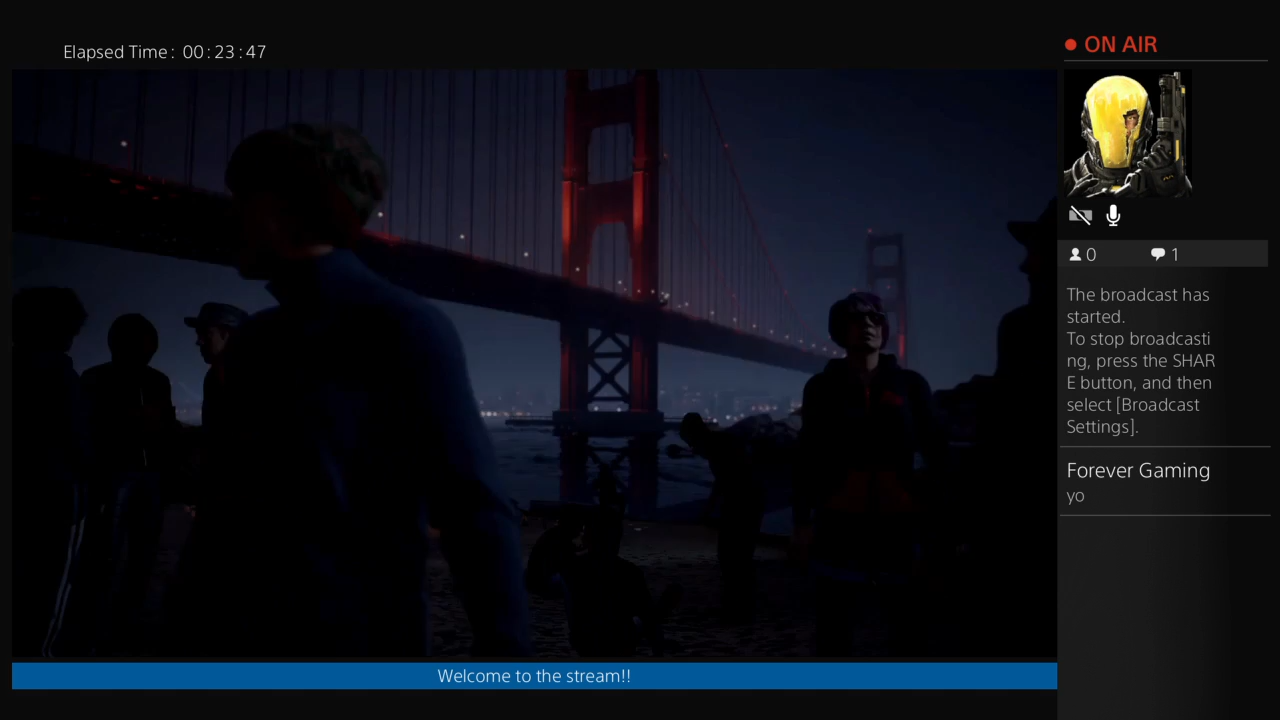 Elapsed Time: 00:23:47
ON AIR
0 1
The broadcast has
started.
To stop broadcasti
ng, press the SHAR
E button, and then
select [Broadcast
Settings].
Forever Gaming
yo
Welcome to the stream!!